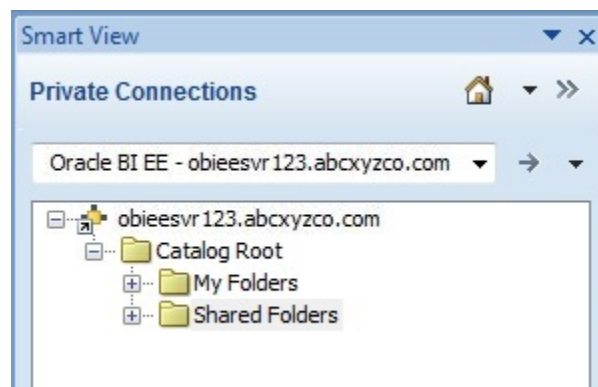 Smart View
Private Connections
Oracle BI EE - obieesvr123.abcxyzco.com
obieesvr123.abcxyzco.com
Catalog Root
My Folders
Shared Folders